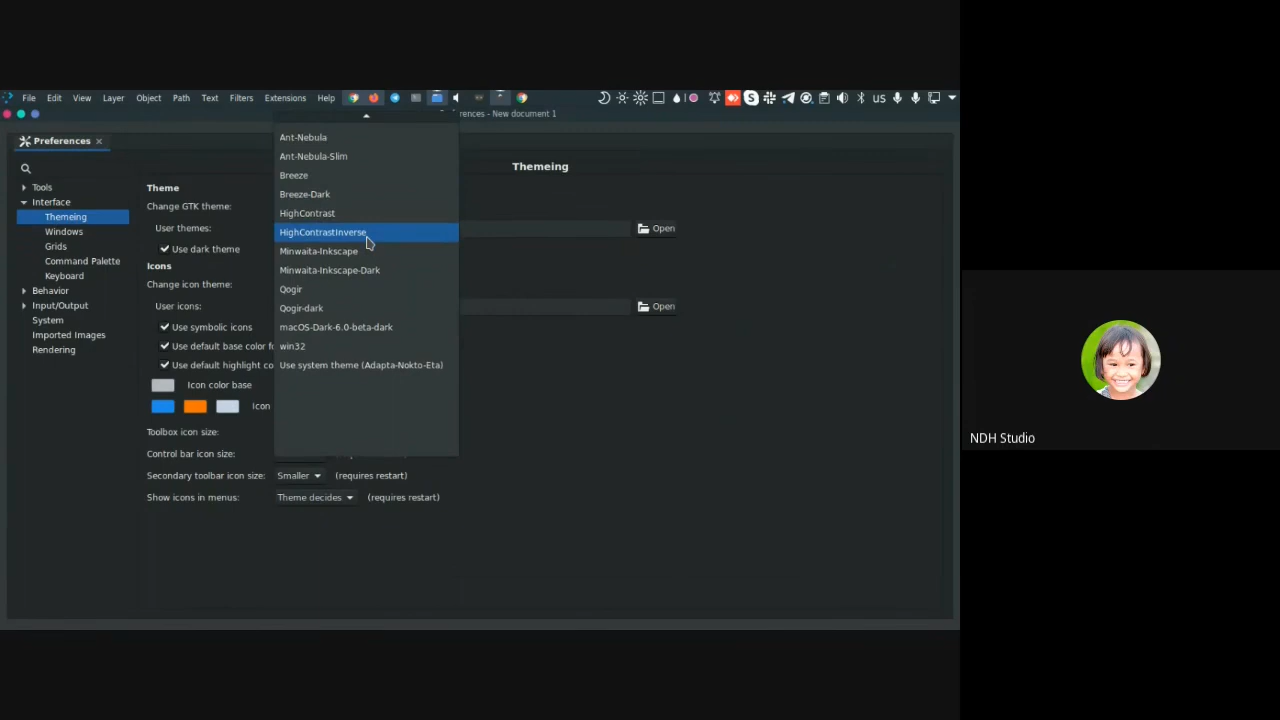 File Edit View Layer Object Path Text Filters Extensions Help US
rences - New document 1
Preferences
Themeing
Tools
Interface
Themeing
Windows
Grids
Command Palette
Keyboard
Behavior
Input/Output
System
Imported Images
Rendering
Theme
Change GTK theme:
User themes:
Open
Use dark theme
Icons
Change icon theme:
User icons:
Open
Use symbolic icons
Use default base color fo
Use default highlight co
Icon color base
Icon
Toolbox icon size:
Control bar icon size:
Secondary toolbar icon size: Smaller (requires restart)
Show icons in menus: Theme decides (requires restart)
Ant-Nebula
Ant-Nebula-Slim
Breeze
Breeze-Dark
HighContrast
HighContrastInverse
Minwaita-Inkscape
Minwaita-Inkscape-Dark
Qogir
Qogir-dark
macOS-Dark-6.0-beta-dark
win32
Use system theme (Adapta-Nokto-Eta)
NDH Studio